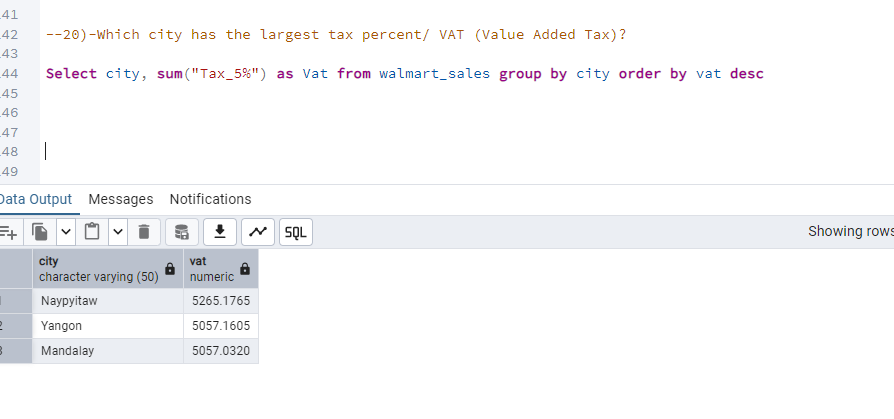 41
42 --20)-Which city has the largest tax percent/ VAT (Value Added Tax)?
43
44 Select city, sum("Tax_5%") as Vat from walmart_sales group by city order by vat desc
45
46
47
48
49
Data Output Messages Notifications
SQL Showing rows
city vat
character varying (50) numeric
1 Naypyitaw 5265.1765
2 Yangon 5057.1605
3 Mandalay 5057.0320